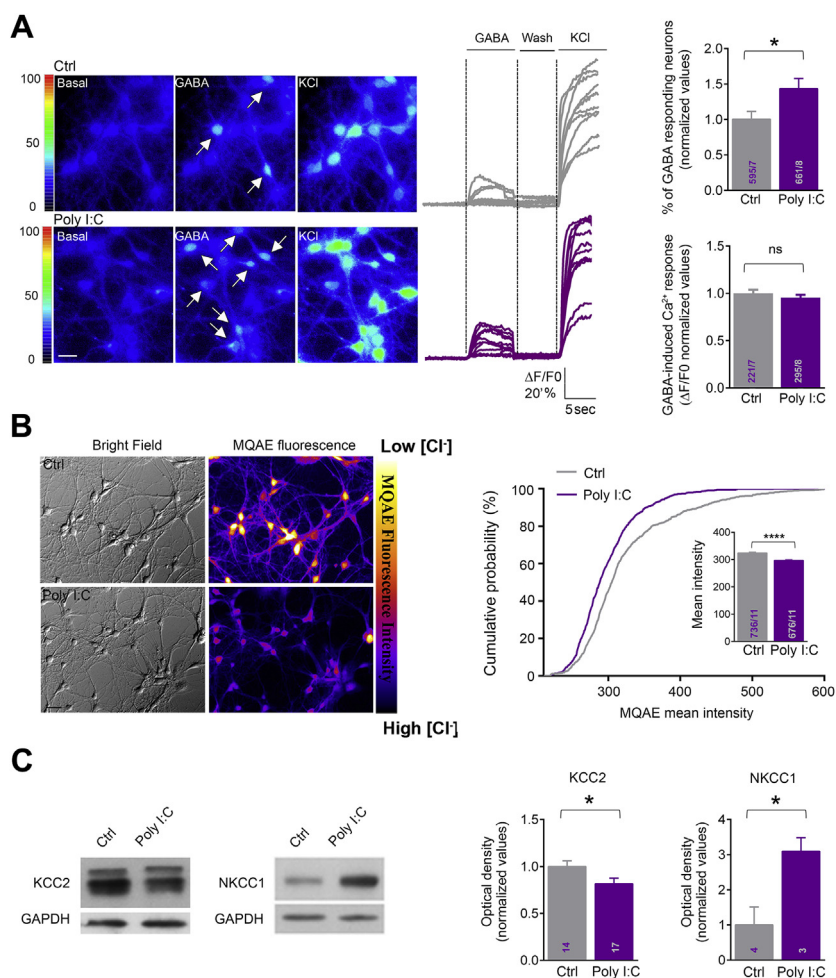 A
Ctrl
100
50
0
Basal
GABA
KCl
Poly I:C
100
50
0
Basal
GABA
KCl
GABA
Wash
KCl
ΔF/F0
20'%
5sec
% of GABA responding neurons
(normalized values)
2.0
1.5
1.0
0.5
0.0
*
595/7
661/8
Ctrl
Poly I:C
GABA-induced Ca²⁺ response
(ΔF/F0 normalized values)
1.5
1.0
0.5
0.0
ns
221/7
295/8
Ctrl
Poly I:C
B
Bright Field
MQAE fluorescence
Ctrl
Poly I:C
Low [Cl⁻]
MQAE Fluorescence Intensity
High [Cl⁻]
Cumulative probability (%)
100
80
60
40
20
0
Ctrl
Poly I:C
300
400
500
600
MQAE mean intensity
Mean intensity
400
300
200
100
0
****
736/11
676/11
Ctrl
Poly I:C
C
Ctrl
Poly I:C
KCC2
GAPDH
Ctrl
Poly I:C
NKCC1
GAPDH
KCC2
Optical density
(normalized values)
1.5
1.0
0.5
0.0
*
14
17
Ctrl
Poly I:C
NKCC1
Optical density
(normalized values)
4
3
2
1
0
*
4
3
Ctrl
Poly I:C